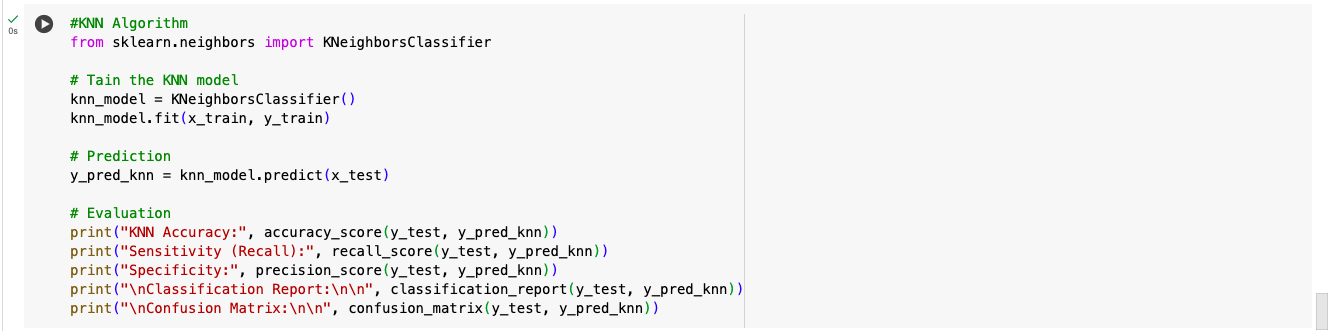 #KNN Algorithm
from sklearn.neighbors import KNeighborsClassifier
# Tain the KNN model
knn_model = KNeighborsClassifier()
knn_model.fit(x_train, y_train)
# Prediction
y_pred_knn = knn_model.predict(x_test)
# Evaluation
print("KNN Accuracy:", accuracy_score(y_test, y_pred_knn))
print("Sensitivity (Recall):", recall_score(y_test, y_pred_knn))
print("Specificity:", precision_score(y_test, y_pred_knn))
print("\nClassification Report:\n\n", classification_report(y_test, y_pred_knn))
print("\nConfusion Matrix:\n\n", confusion_matrix(y_test, y_pred_knn))
0s